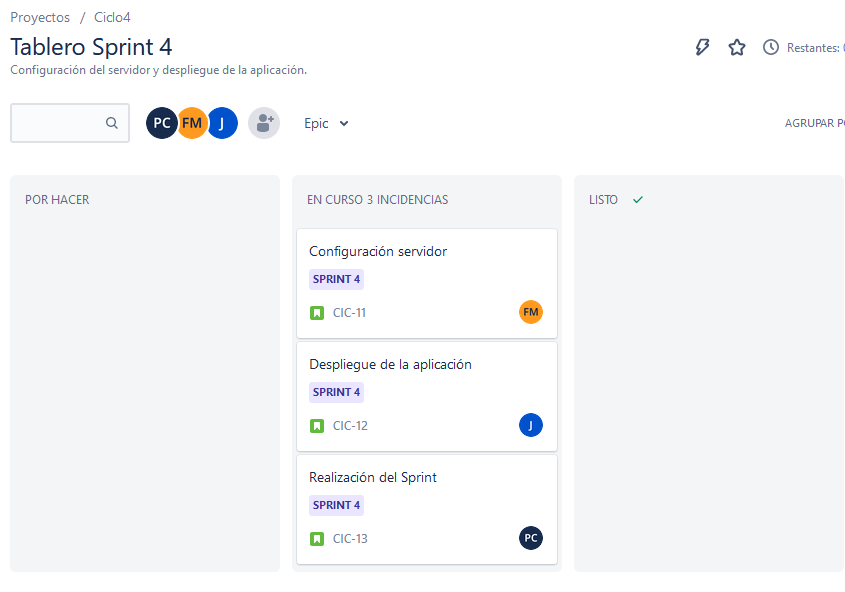 Proyectos / Ciclo4
Tablero Sprint 4
Restantes:
Configuración del servidor y despliegue de la aplicación.
PC FM J
Epic
AGRUPAR
POR HACER
EN CURSO 3 INCIDENCIAS
LISTO
Configuración servidor
SPRINT 4
CIC-11
FM
Despliegue de la aplicación
SPRINT 4
CIC-12
J
Realización del Sprint
SPRINT 4
CIC-13
PC